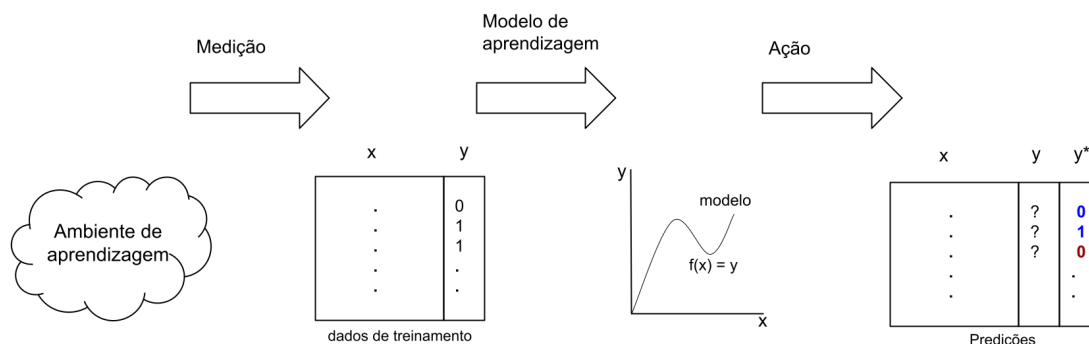 Medição
Modelo de
aprendizagem
Ação
Ambiente de
aprendizagem
x y
0
1
1
.
.
.
.
.
.
.
dados de treinamento
y
modelo
f(x) = y
x
x y y*
. ? 0
. ? 1
. ? 0
. .
. .
Predições